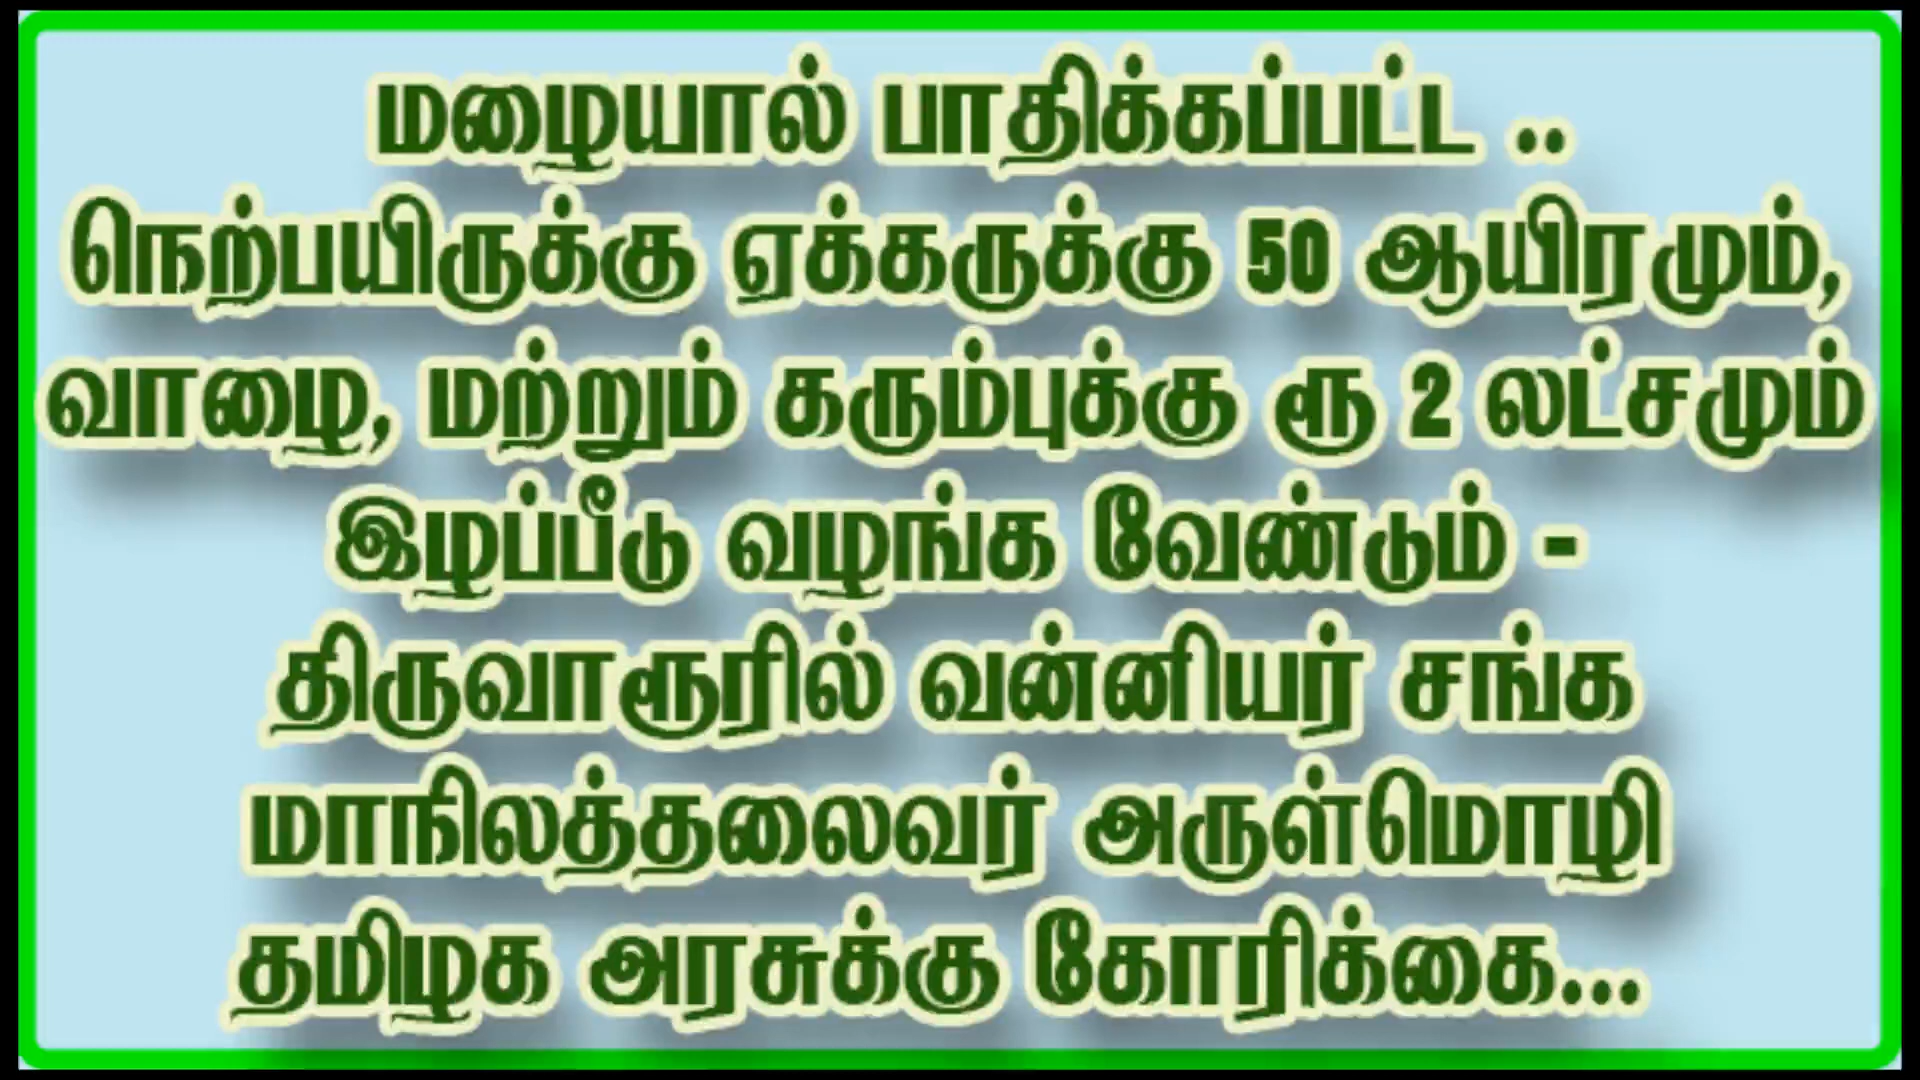 மழையால் பாதிக்கப்பட்ட ..
நெற்பயிருக்கு ஏக்கருக்கு 50 ஆயிரமும்,
வாழை, மற்றும் கரும்புக்கு ரூ 2 லட்சமும்
இழப்பீடு வழங்க வேண்டும் -
திருவாரூரில் வன்னியர் சங்க
மாநிலத்தலைவர் அருள்மொழி
தமிழக அரசுக்கு கோரிக்கை...